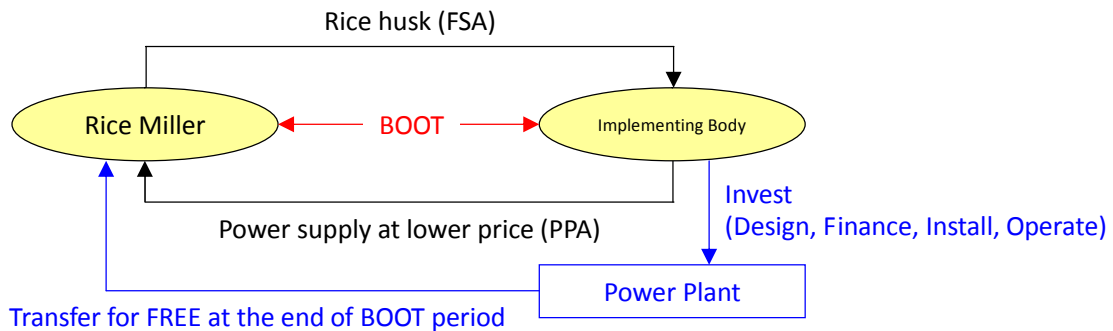 Rice husk (FSA)
Rice Miller
BOOT
Implementing Body
Power supply at lower price (PPA)
Invest
(Design, Finance, Install, Operate)
Power Plant
Transfer for FREE at the end of BOOT period